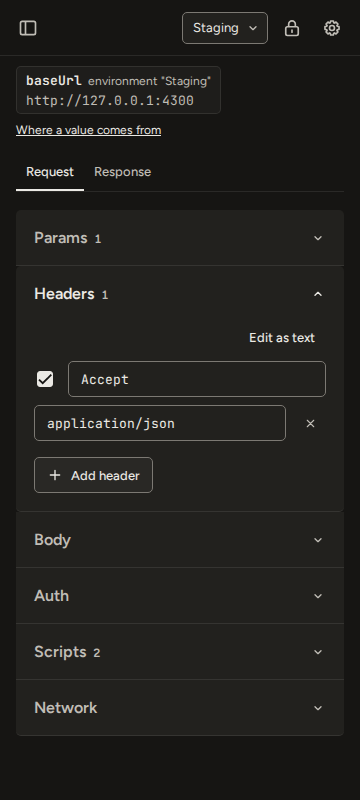 Staging
baseUrl environment "Staging"
http://127.0.0.1:4300
Where a value comes from
Request Response
Params 1
Headers 1
Edit as text
Accept
application/json
Add header
Body
Auth
Scripts 2
Network